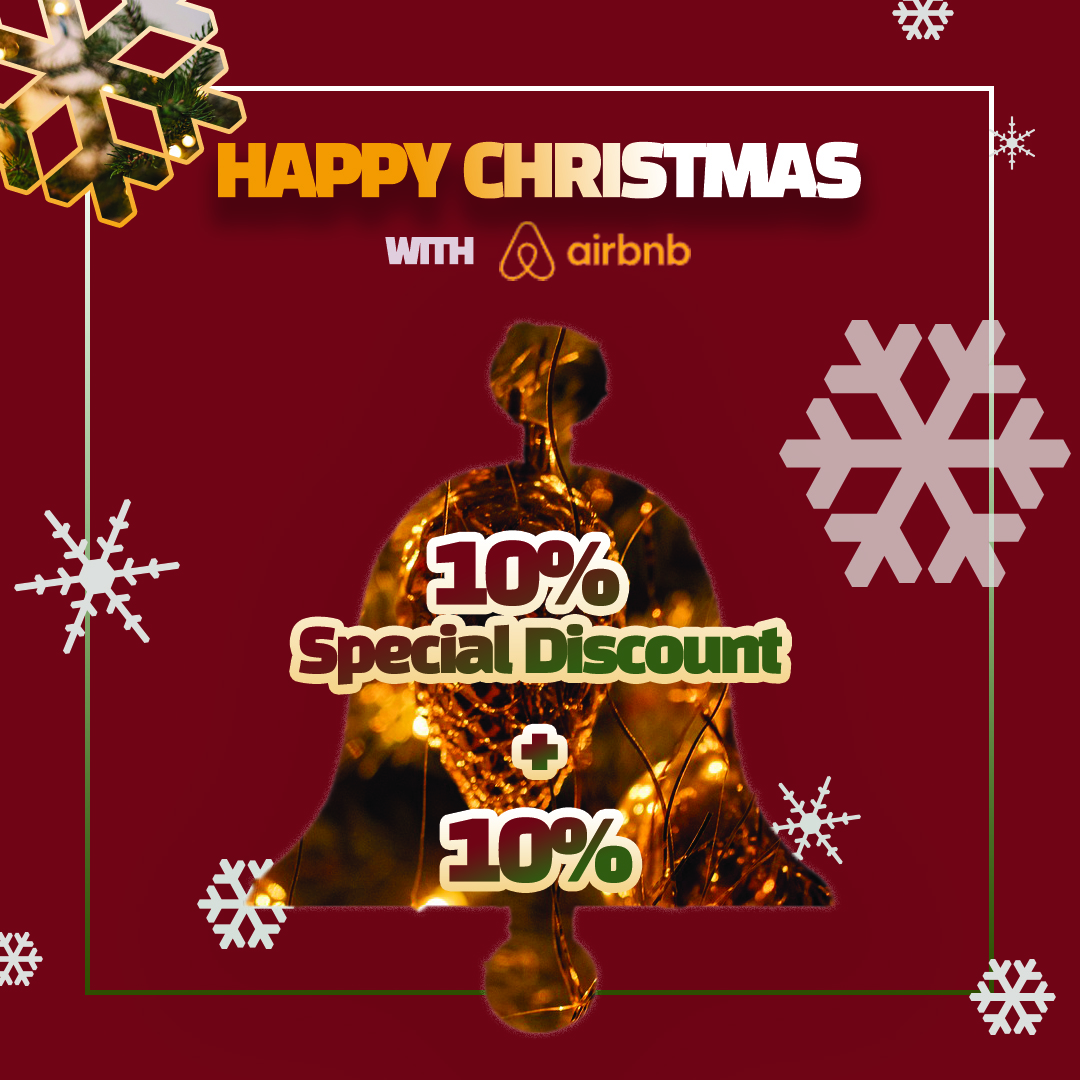 HAPPY CHRISTMAS
WITH airbnb
10%
Special Discount
+
10%